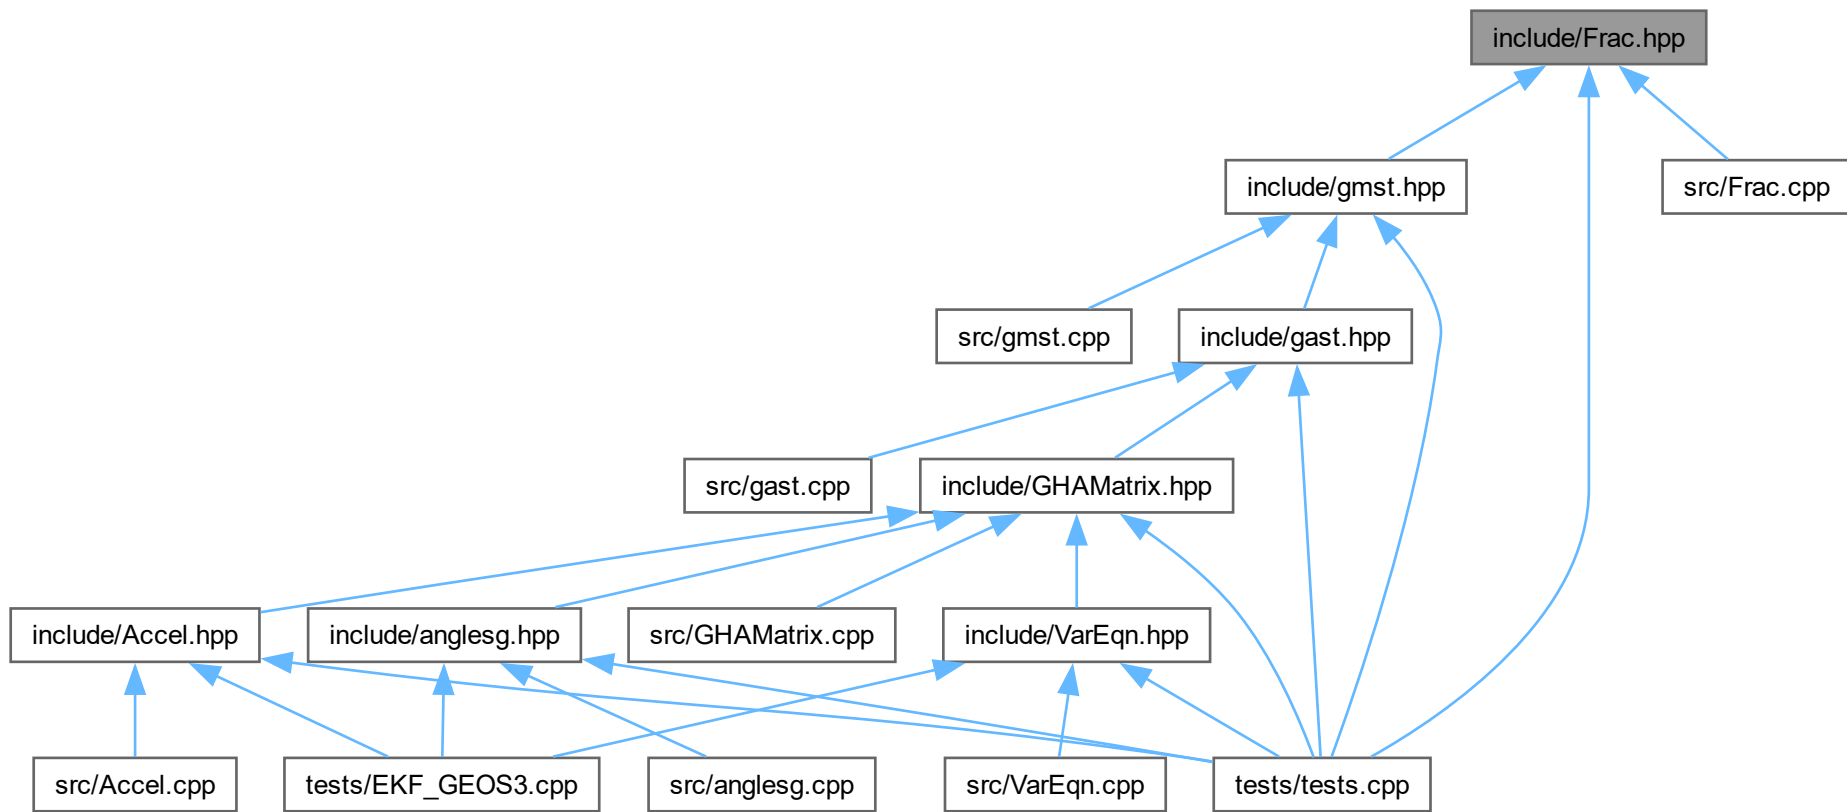 include/Frac.hpp
include/gmst.hpp
src/Frac.cpp
src/gmst.cpp
include/gast.hpp
src/gast.cpp
include/GHAMatrix.hpp
include/Accel.hpp
include/anglesg.hpp
src/GHAMatrix.cpp
include/VarEqn.hpp
src/Accel.cpp
tests/EKF_GEOS3.cpp
src/anglesg.cpp
src/VarEqn.cpp
tests/tests.cpp